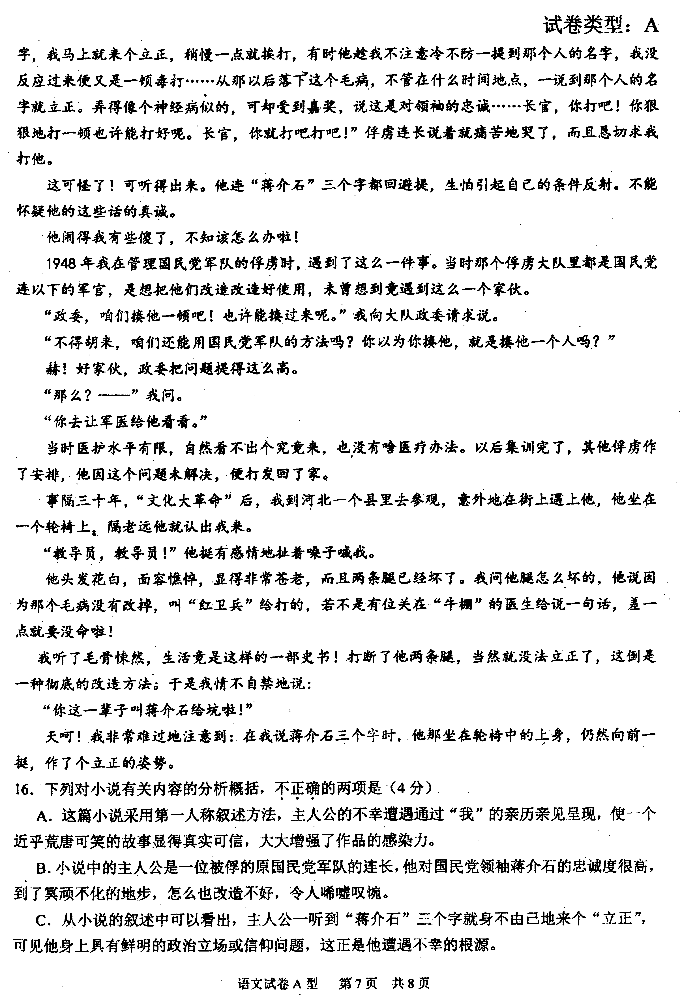 试卷类型：A
字，我马上就来个立正，稍慢一点就挨打，有时他趁我不注意冷不防一提到那个人的名字，我没
反应过来便又是一顿毒打……从那以后落下这个毛病，不管在什么时间地点，一说到那个人的名
字就立正。弄得像个神经病似的，可却受到嘉奖，说这是对领袖的忠诚……长官，你打吧！你狠
狠地打一顿也许能打好呢。长官，你就打吧打吧！”俘虏连长说着就痛苦地哭了，而且恳切求我
打他。
这可怪了！可听得出来。他连“蒋介石”三个字都回避提，生怕引起自己的条件反射。不能
怀疑他的这些话的真诚。
他闹得我有些傻了，不知该怎么办啦！
1948年我在管理国民党军队的俘虏时，遇到了这么一件事。当时那个俘虏大队里都是国民党
连以下的军官，是想把他们改造改造好使用，未曾想到竟遇到这么一个家伙。
“政委，咱们揍他一顿吧！也许能揍过来呢。”我向大队政委请求说。
“不得胡来，咱们还能用国民党军队的方法吗？你以为你揍他，就是揍他一个人吗？”
赫！好家伙，政委把问题提得这么高。
“那么？——”我问。
“你去让军医给他看看。”
当时医护水平有限，自然看不出个究竟来，也没有啥医疗办法。以后集训完了，其他俘虏作
了安排，他因这个问题未解决，便打发回了家。
事隔三十年，“文化大革命”后，我到河北一个县里去参观，意外地在街上遇上他，他坐在
一个轮椅上，隔老远他就认出我来。
“教导员，教导员！”他挺有感情地扯着嗓子喊我。
他头发花白，面容憔悴，显得非常苍老，而且两条腿已经坏了。我问他腿怎么坏的，他说因
为那个毛病没有改掉，叫“红卫兵”给打的，若不是有位关在“牛棚”的医生给说一句话，差一
点就要没命啦！
我听了毛骨悚然，生活竟是这样的一部史书！打断了他两条腿，当然就没法立正了，这倒是
一种彻底的改造方法。于是我情不自禁地说：
“你这一辈子叫蒋介石给坑啦！”
天呵！我非常难过地注意到：在我说蒋介石三个字时，他那坐在轮椅中的上身，仍然向前一
挺，作了个立正的姿势。
16．下列对小说有关内容的分析概括，不正确的两项是（4分）
A．这篇小说采用第一人称叙述方法，主人公的不幸遭遇通过“我”的亲历亲见呈现，使一个
近乎荒唐可笑的故事显得真实可信，大大增强了作品的感染力。
B．小说中的主人公是一位被俘的原国民党军队的连长，他对国民党领袖蒋介石的忠诚度很高，
到了冥顽不化的地步，怎么也改造不好，令人唏嘘叹惋。
C．从小说的叙述中可以看出，主人公一听到“蒋介石”三个字就身不由己地来个“立正”，
可见他身上具有鲜明的政治立场或信仰问题，这正是他遭遇不幸的根源。
语文试卷A型 第7页 共8页